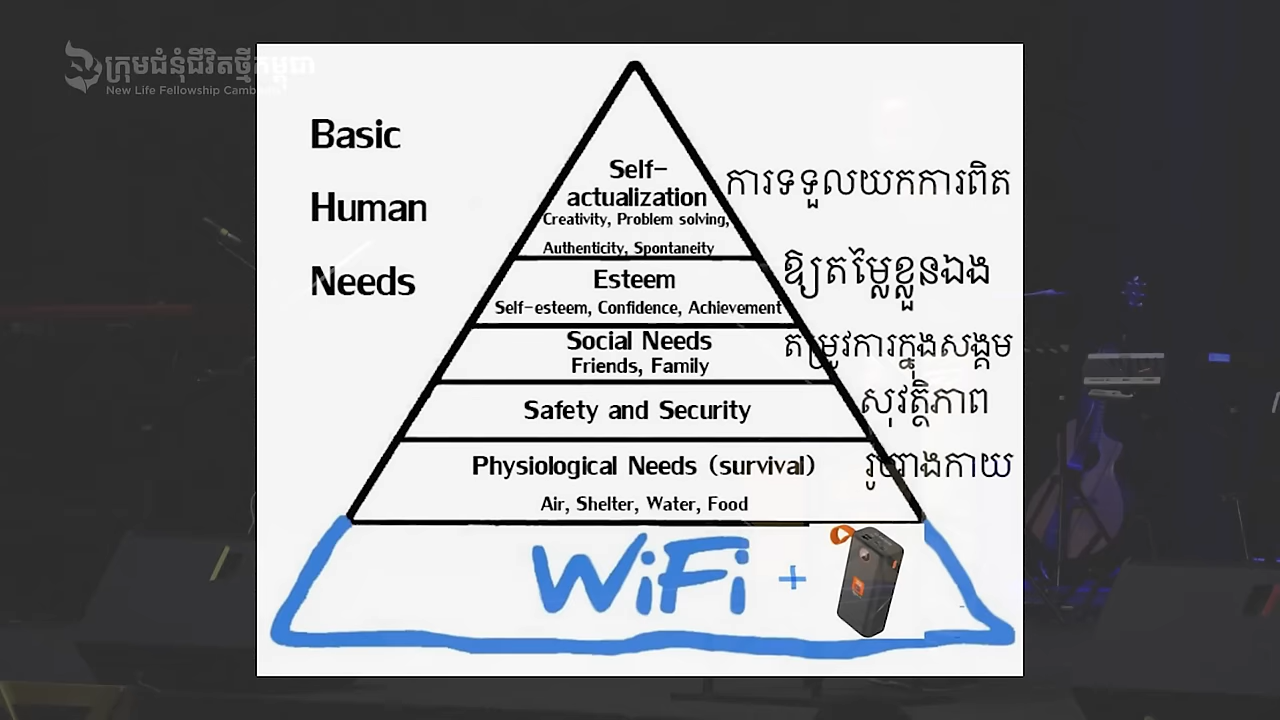 ក្រុមជំនុំជីវិតថ្មីកម្ពុជា
New Life Fellowship Cambodia
Basic
Human
Needs
Self-
actualization
Creativity, Problem solving,
Authenticity, Spontaneity
ការទទួលយកការពិត
Esteem
Self-esteem, Confidence, Achievement
ឱ្យតម្លៃខ្លួនឯង
Social Needs
Friends, Family
តម្រូវការក្នុងសង្គម
Safety and Security
សុវត្ថិភាព
Physiological Needs (survival)
រូបរាងកាយ
Air, Shelter, Water, Food
WiFi +